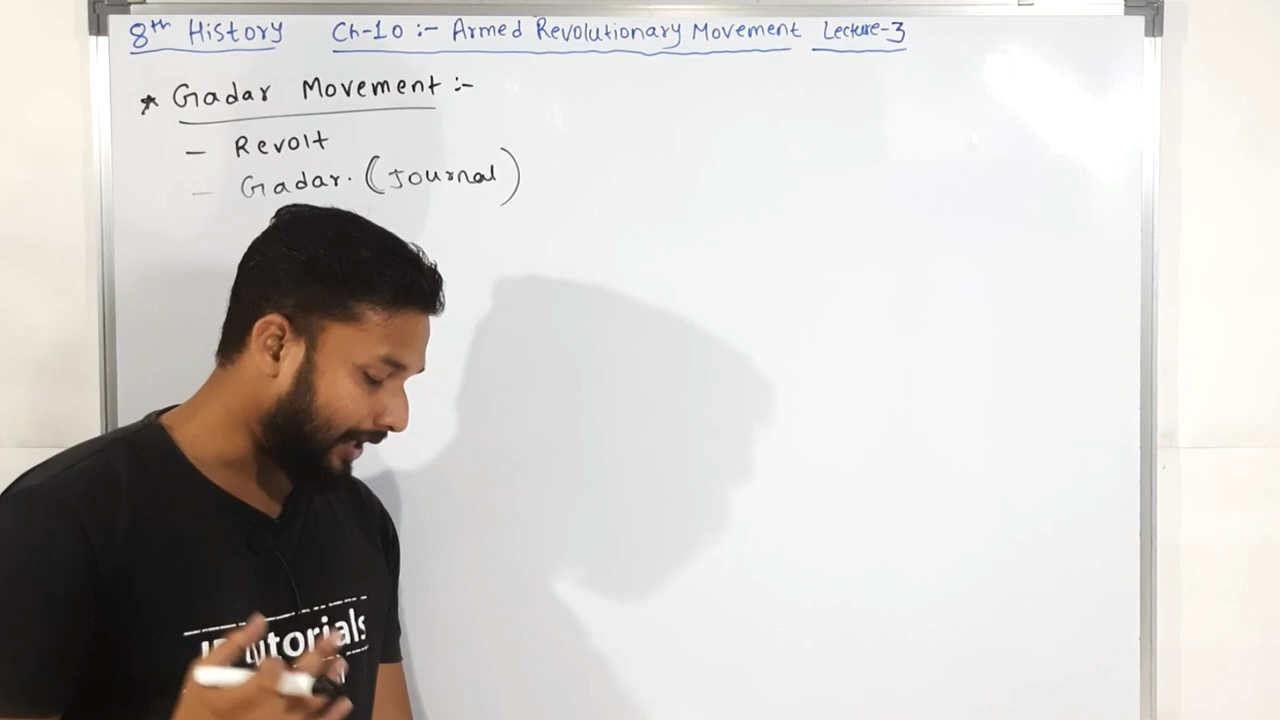 8th History Ch-10 :- Armed Revolutionary Movement Lecture-3
* Gadar Movement :-
- Revolt
- Gadar. (Journal)